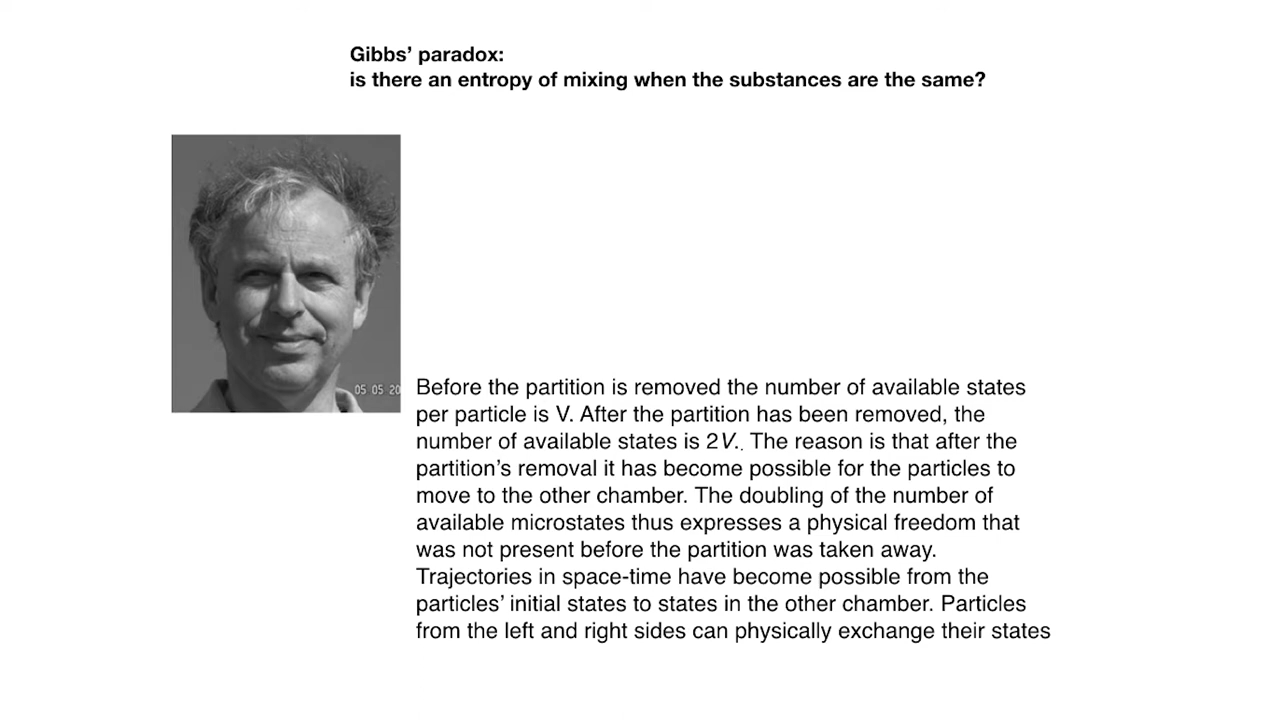 Gibbs’ paradox:
is there an entropy of mixing when the substances are the same?
05 05 20
Before the partition is removed the number of available states
per particle is V. After the partition has been removed, the
number of available states is 2V.. The reason is that after the
partition’s removal it has become possible for the particles to
move to the other chamber. The doubling of the number of
available microstates thus expresses a physical freedom that
was not present before the partition was taken away.
Trajectories in space-time have become possible from the
particles’ initial states to states in the other chamber. Particles
from the left and right sides can physically exchange their states